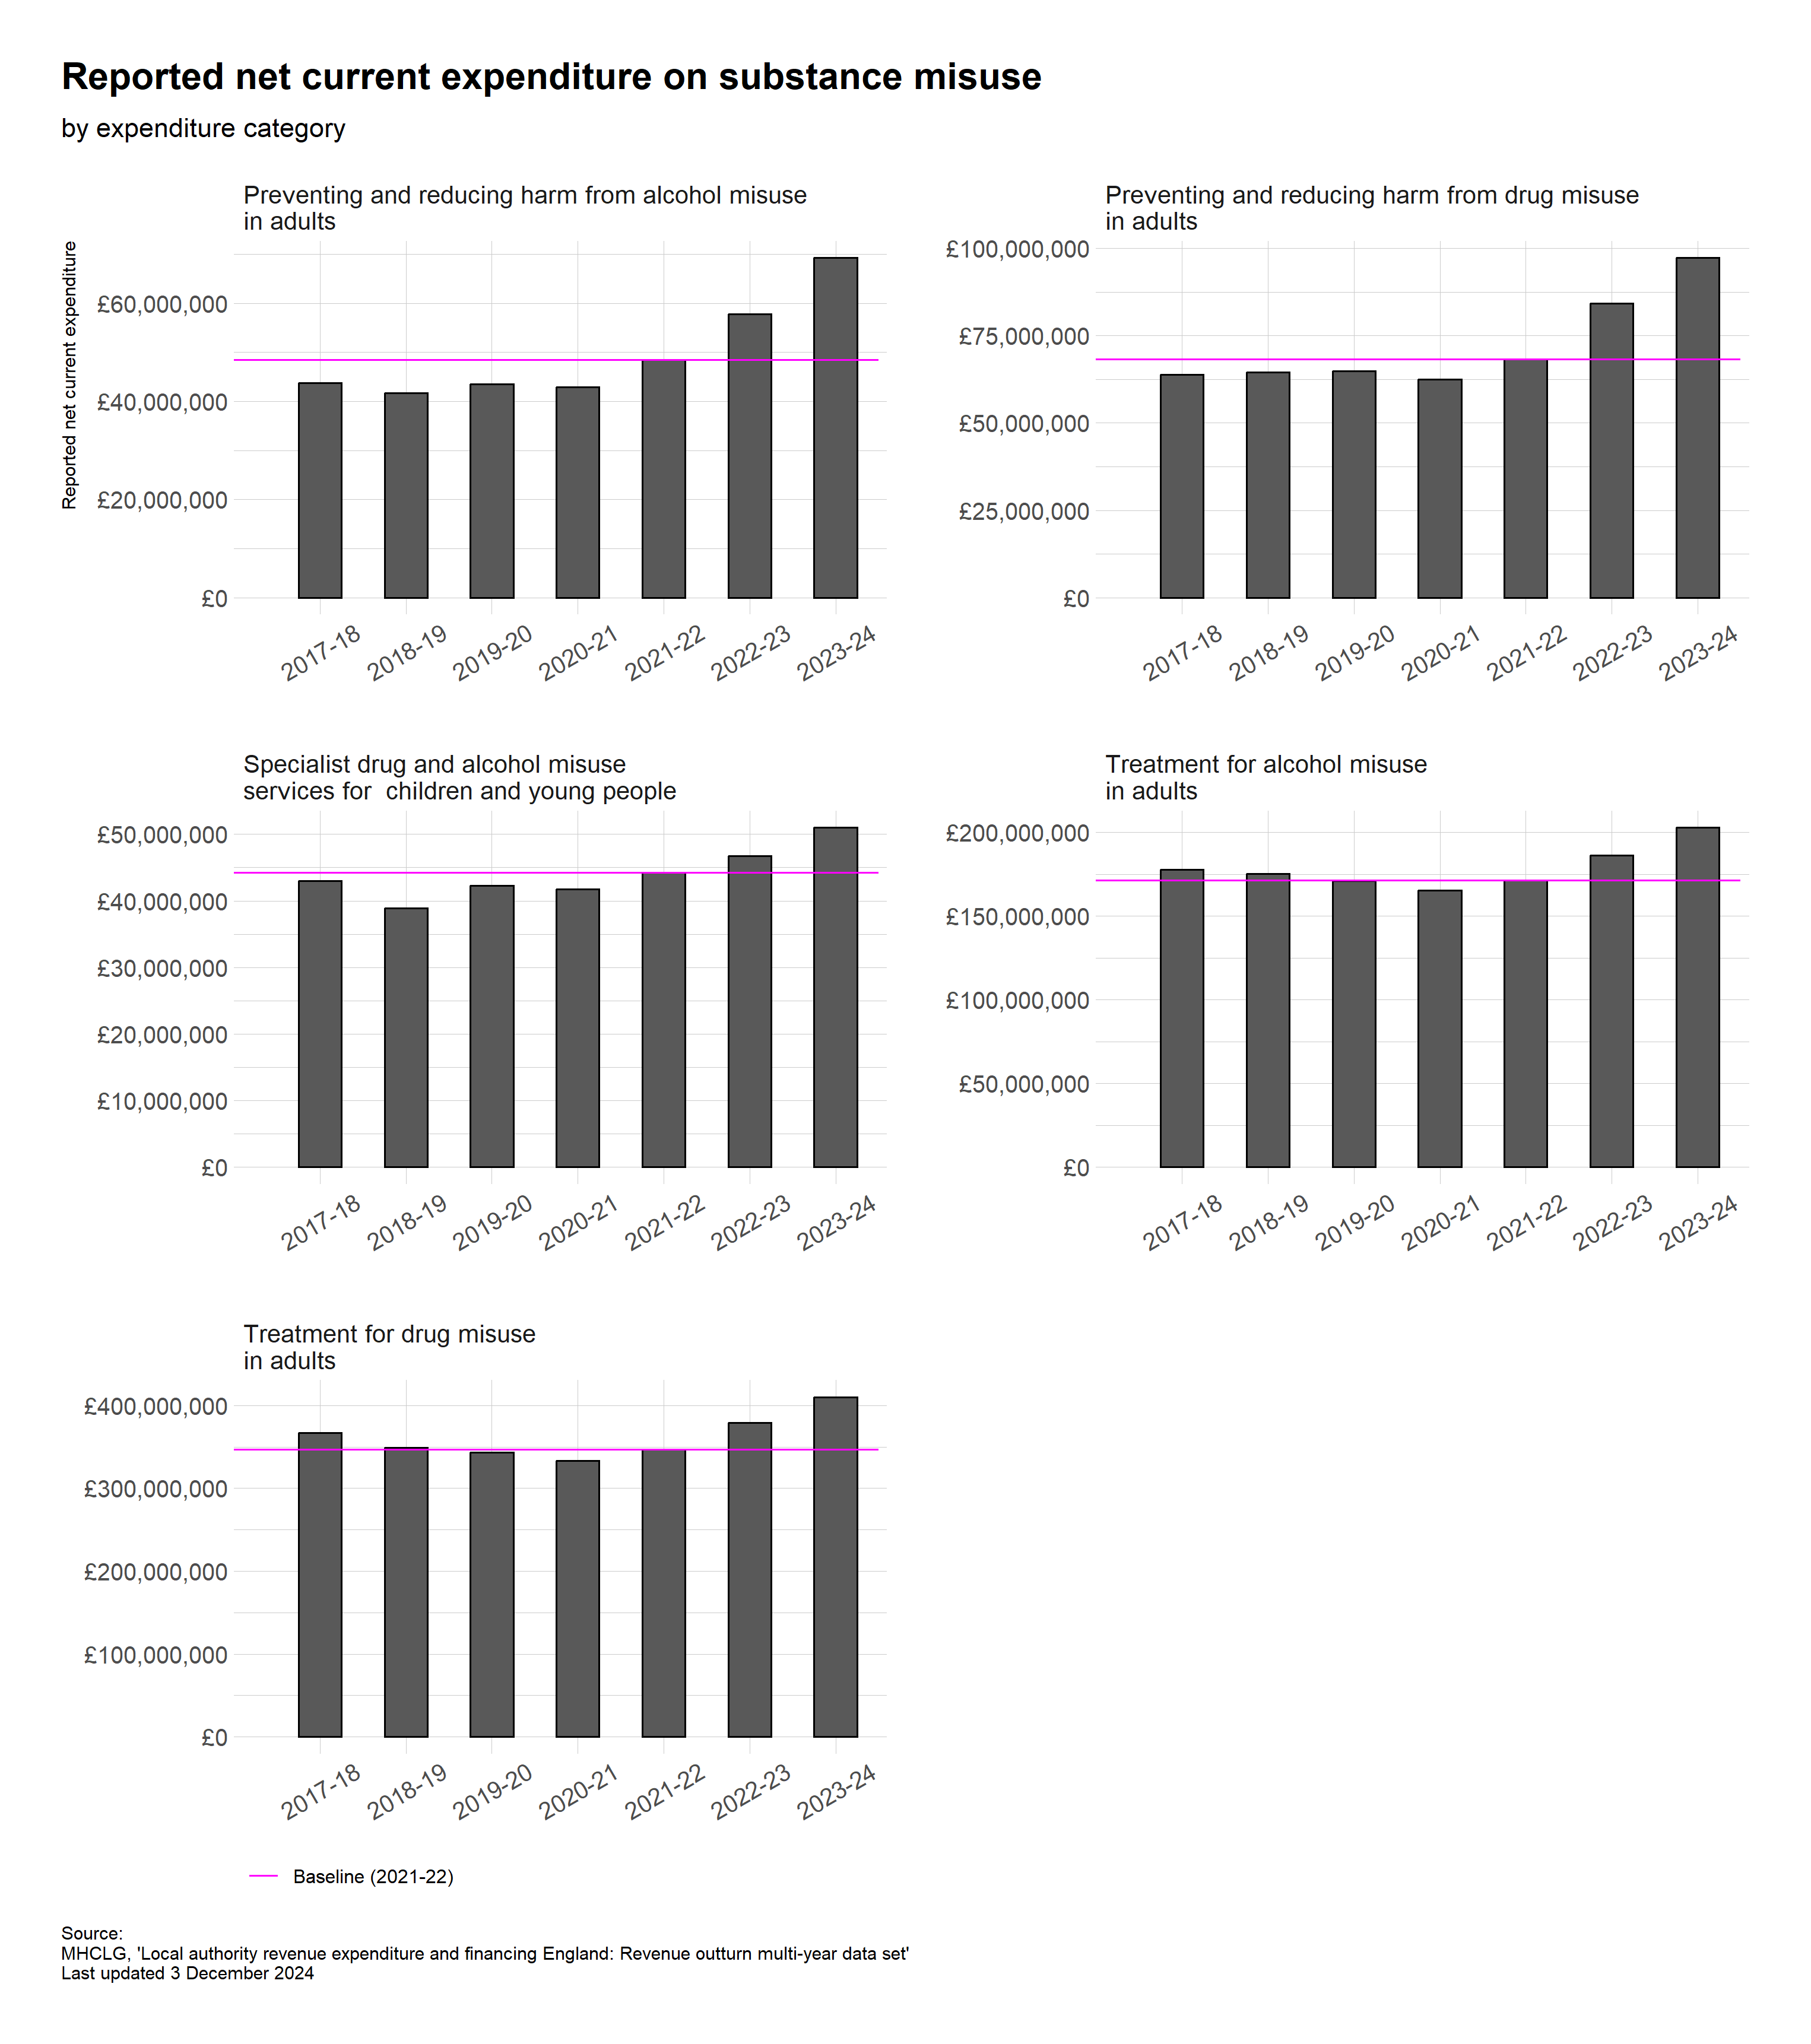 Reported net current expenditure on substance misuse
by expenditure category
Preventing and reducing harm from alcohol misuse
in adults
Reported net current expenditure
£60,000,000
£40,000,000
£20,000,000
£0
2017-18 2018-19 2019-20 2020-21 2021-22 2022-23 2023-24
Preventing and reducing harm from drug misuse
in adults
£100,000,000
£75,000,000
£50,000,000
£25,000,000
£0
2017-18 2018-19 2019-20 2020-21 2021-22 2022-23 2023-24
Specialist drug and alcohol misuse
services for  children and young people
£50,000,000
£40,000,000
£30,000,000
£20,000,000
£10,000,000
£0
2017-18 2018-19 2019-20 2020-21 2021-22 2022-23 2023-24
Treatment for alcohol misuse
in adults
£200,000,000
£150,000,000
£100,000,000
£50,000,000
£0
2017-18 2018-19 2019-20 2020-21 2021-22 2022-23 2023-24
Treatment for drug misuse
in adults
£400,000,000
£300,000,000
£200,000,000
£100,000,000
£0
2017-18 2018-19 2019-20 2020-21 2021-22 2022-23 2023-24
Baseline (2021-22)
Source:
MHCLG, 'Local authority revenue expenditure and financing England: Revenue outturn multi-year data set'
Last updated 3 December 2024